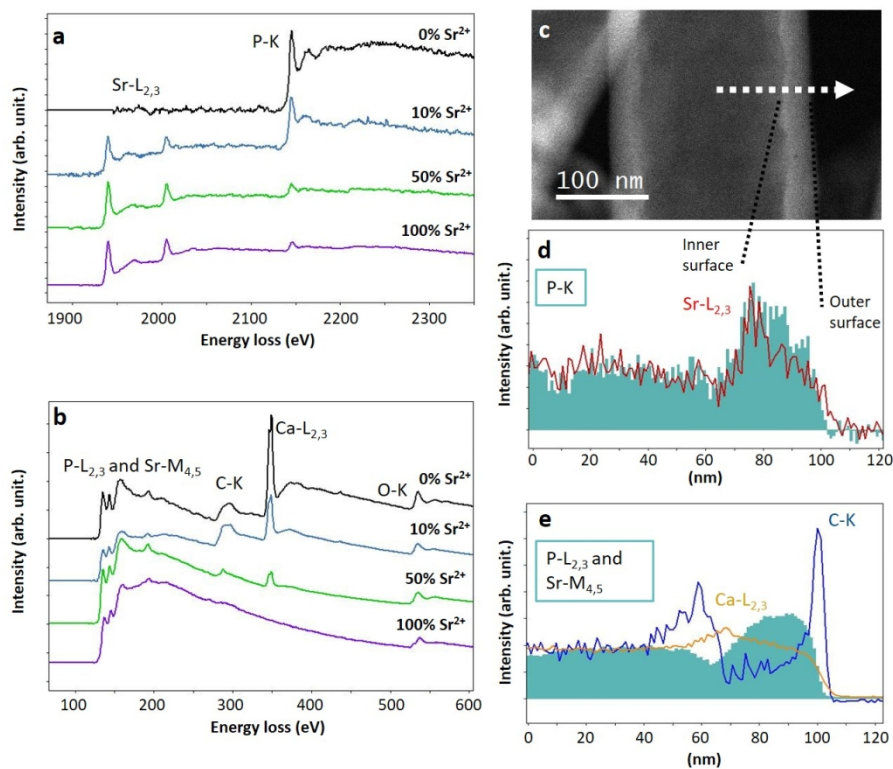 a
P-K
0% Sr²⁺
Sr-L₂,₃
10% Sr²⁺
50% Sr²⁺
100% Sr²⁺
Intensity (arb. unit.)
1900 2000 2100 2200 2300
Energy loss (eV)
b
Ca-L₂,₃
P-L₂,₃ and Sr-M₄,₅
C-K
O-K
0% Sr²⁺
10% Sr²⁺
50% Sr²⁺
100% Sr²⁺
Intensity (arb. unit.)
100 200 300 400 500 600
Energy loss (eV)
c
100 nm
d
Inner
surface
P-K
Sr-L₂,₃
Outer
surface
Intensity (arb. unit.)
0 20 40 60 80 100 120
(nm)
e
C-K
P-L₂,₃ and
Sr-M₄,₅
Ca-L₂,₃
Intensity (arb. unit.)
0 20 40 60 80 100 120
(nm)